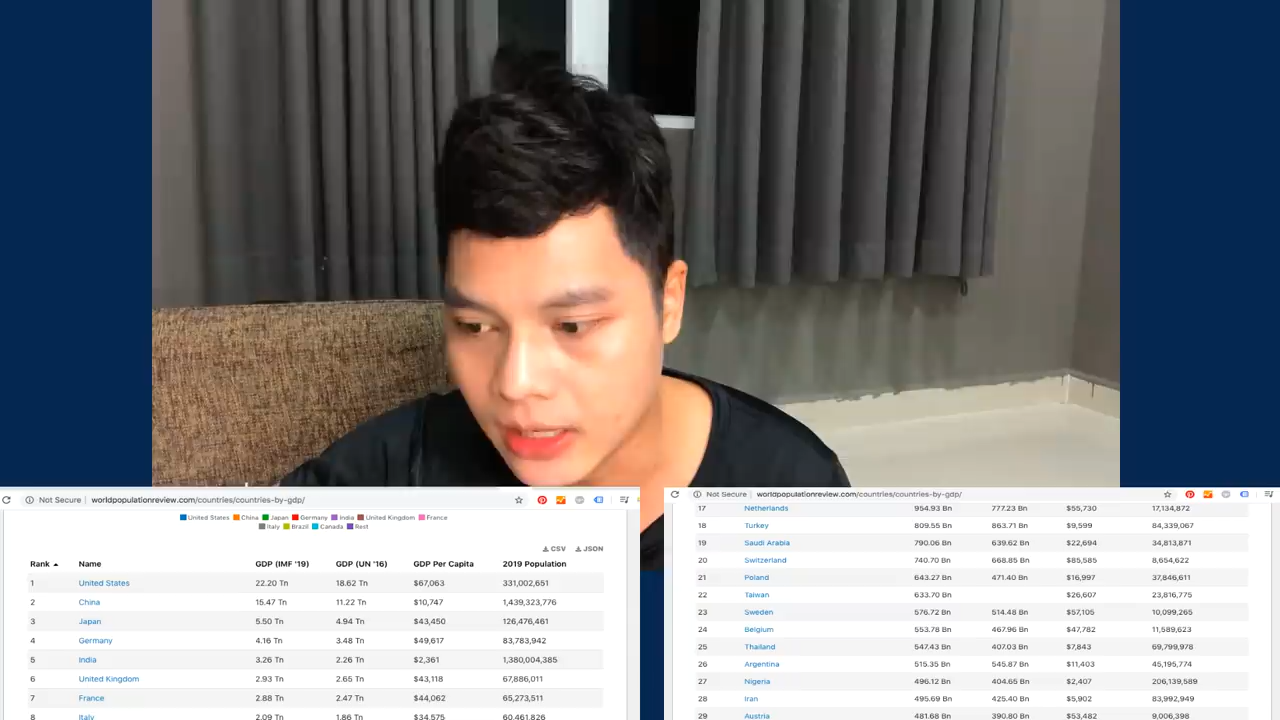 Not Secure worldpopulationreview.com/countries/countries-by-gdp/
United States China Japan Germany India United Kingdom France
Italy Brazil Canada Rest
CSV JSON
Rank Name GDP (IMF '19) GDP (UN '16) GDP Per Capita 2019 Population
1 United States 22.20 Tn 18.62 Tn $67,063 331,002,651
2 China 15.47 Tn 11.22 Tn $10,747 1,439,323,776
3 Japan 5.50 Tn 4.94 Tn $43,450 126,476,461
4 Germany 4.16 Tn 3.48 Tn $49,617 83,783,942
5 India 3.26 Tn 2.26 Tn $2,361 1,380,004,385
6 United Kingdom 2.93 Tn 2.65 Tn $43,118 67,886,011
7 France 2.88 Tn 2.47 Tn $44,062 65,273,511
8 Italy 2.09 Tn 1.86 Tn $34,575 60,461,826
Not Secure worldpopulationreview.com/countries/countries-by-gdp/
17 Netherlands 954.93 Bn 777.23 Bn $55,730 17,134,872
18 Turkey 809.55 Bn 863.71 Bn $9,599 84,339,067
19 Saudi Arabia 790.06 Bn 639.62 Bn $22,694 34,813,871
20 Switzerland 740.70 Bn 668.85 Bn $85,585 8,654,622
21 Poland 643.27 Bn 471.40 Bn $16,997 37,846,611
22 Taiwan 633.70 Bn $26,607 23,816,775
23 Sweden 576.72 Bn 514.48 Bn $57,105 10,099,265
24 Belgium 553.78 Bn 467.96 Bn $47,782 11,589,623
25 Thailand 547.43 Bn 407.03 Bn $7,843 69,799,978
26 Argentina 515.35 Bn 545.87 Bn $11,403 45,195,774
27 Nigeria 496.12 Bn 404.65 Bn $2,407 206,139,589
28 Iran 495.69 Bn 425.40 Bn $5,902 83,992,949
29 Austria 481.68 Bn 390.80 Bn $53,482 9,006,398